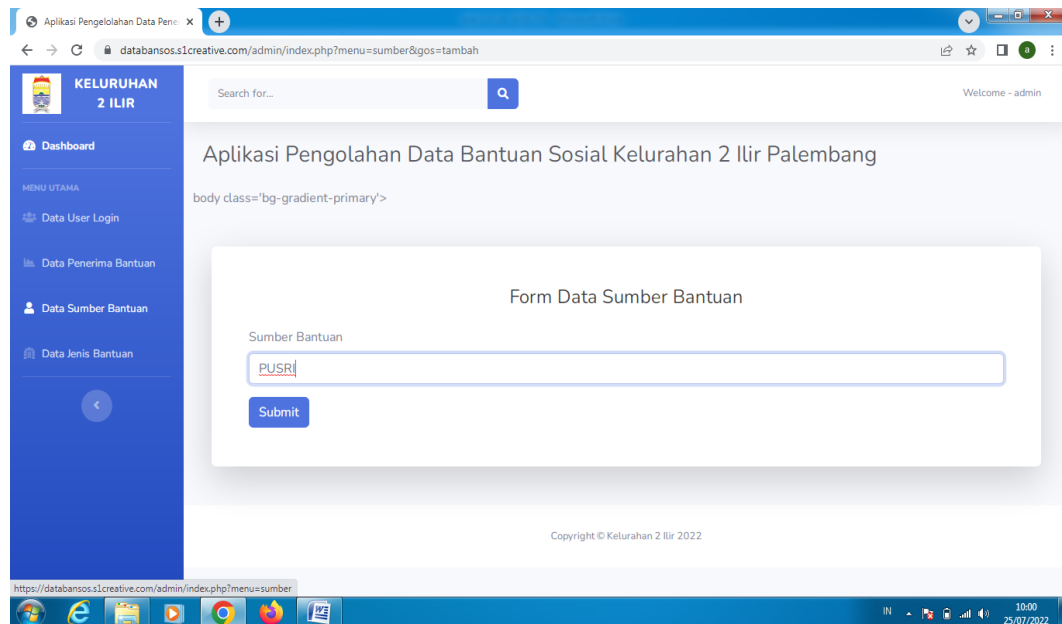 Aplikasi Pengelolahan Data Pene
databansos.s1creative.com/admin/index.php?menu=sumber&gos=tambah
a
KELURUHAN
2 ILIR
Search for...
Welcome - admin
Dashboard
Aplikasi Pengolahan Data Bantuan Sosial Kelurahan 2 Ilir Palembang
MENU UTAMA
body class='bg-gradient-primary'>
Data User Login
Data Penerima Bantuan
Data Sumber Bantuan
Data Jenis Bantuan
Form Data Sumber Bantuan
Sumber Bantuan
PUSRI
Submit
Copyright © Kelurahan 2 Ilir 2022
https://databansos.s1creative.com/admin/index.php?menu=sumber
IN
10:00
25/07/2022